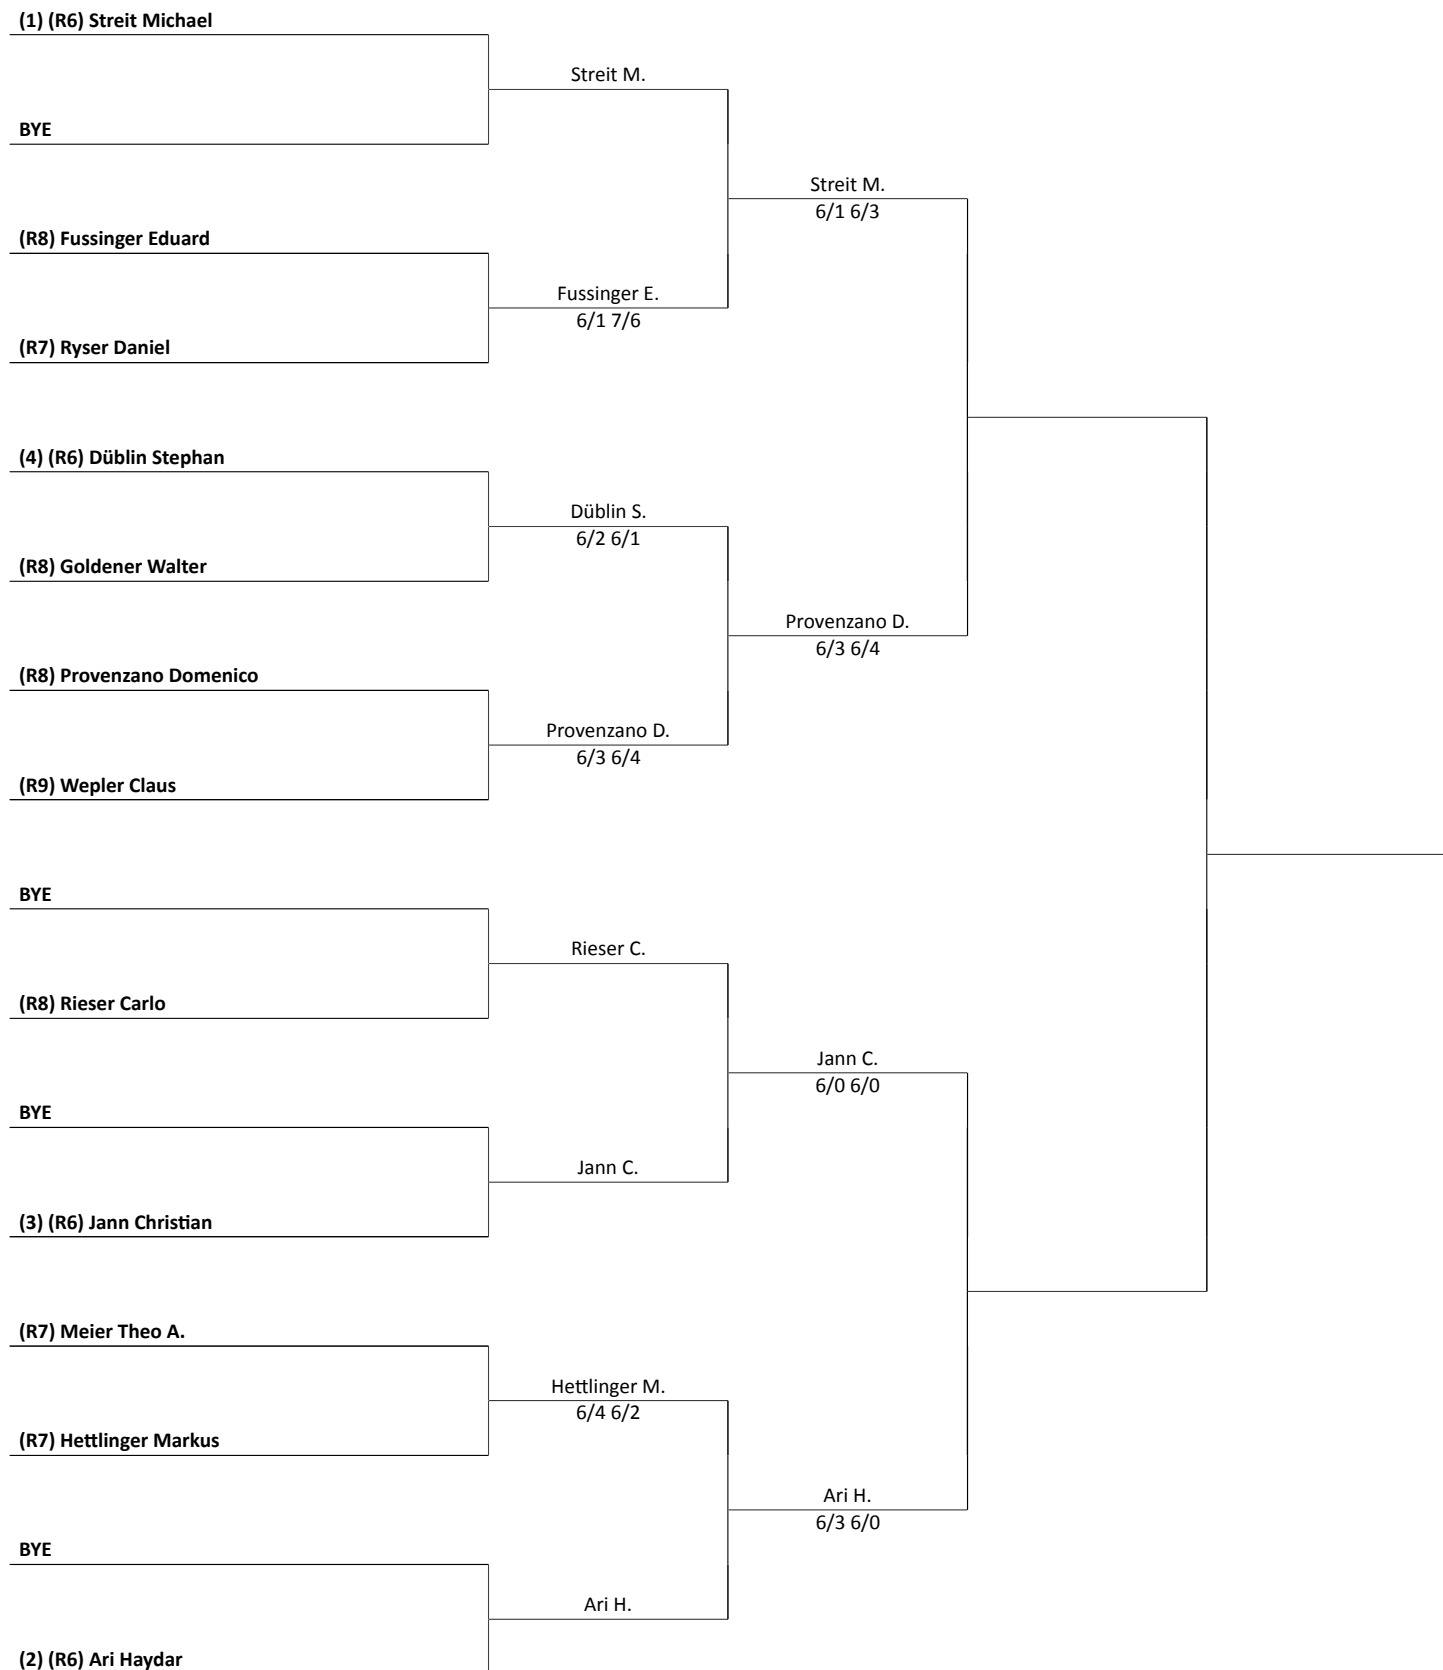 (1) (R6) Streit Michael
Streit M.
BYE
Streit M.
6/1 6/3
(R8) Fussinger Eduard
Fussinger E.
6/1 7/6
(R7) Ryser Daniel
(4) (R6) Düblin Stephan
Düblin S.
6/2 6/1
(R8) Goldener Walter
Provenzano D.
6/3 6/4
(R8) Provenzano Domenico
Provenzano D.
6/3 6/4
(R9) Wepler Claus
BYE
Rieser C.
(R8) Rieser Carlo
Jann C.
6/0 6/0
BYE
Jann C.
(3) (R6) Jann Christian
(R7) Meier Theo A.
Hettlinger M.
6/4 6/2
(R7) Hettlinger Markus
Ari H.
6/3 6/0
BYE
Ari H.
(2) (R6) Ari Haydar